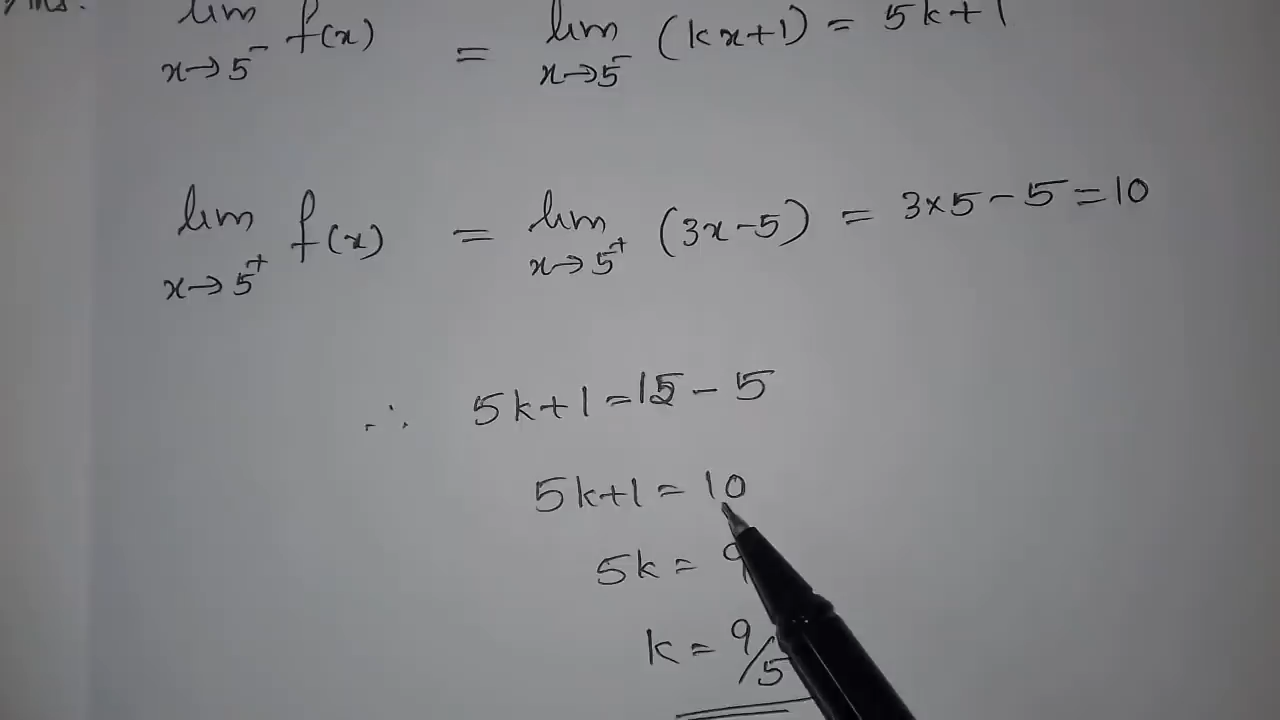 Ans.
lim x→5⁻ f(x) = lim x→5⁻ (kx+1) = 5k+1
lim x→5⁺ f(x) = lim x→5⁺ (3x-5) = 3×5-5=10
∴ 5k+1=15-5
5k+1=10
5k=9
k=9/5